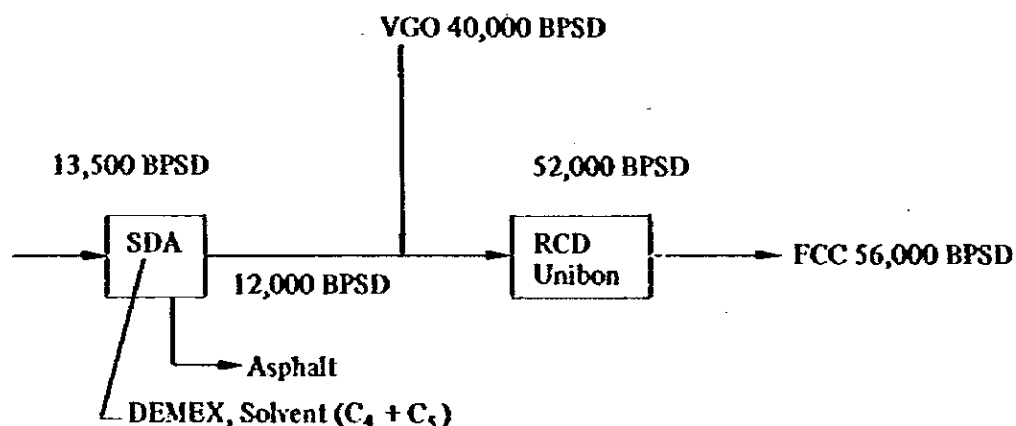 VGO 40,000 BPSD
13,500 BPSD
52,000 BPSD
SDA
RCD
Unibon
FCC 56,000 BPSD
12,000 BPSD
Asphalt
DEMEX, Solvent (C₄ + C₅)